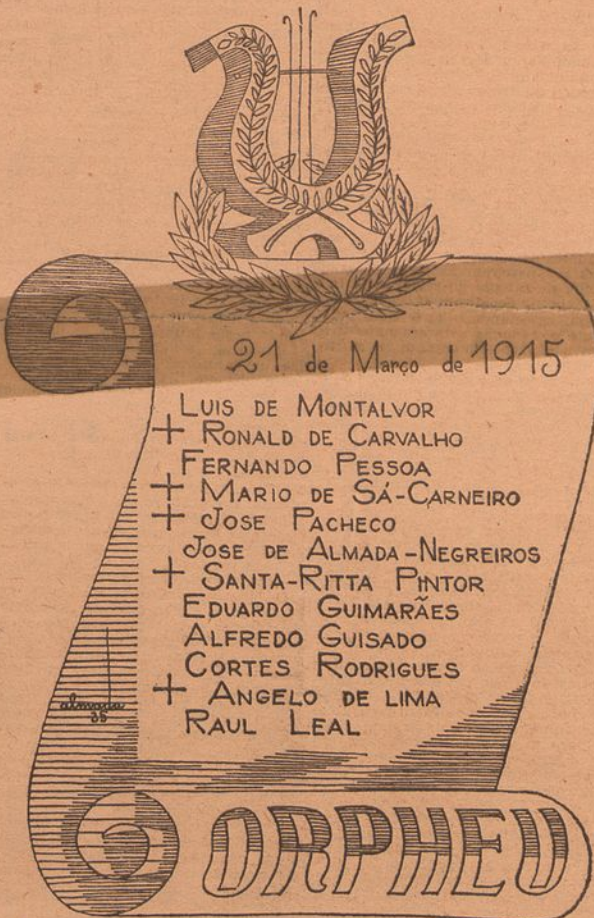 21 de Março de 1915
LUIS DE MONTALVOR
+ RONALD DE CARVALHO
FERNANDO PESSOA
+ MARIO DE SÁ-CARNEIRO
+ JOSE PACHECO
JOSE DE ALMADA-NEGREIROS
+ SANTA-RITTA PINTOR
EDUARDO GUIMARÃES
ALFREDO GUISADO
CORTES RODRIGUES
+ ANGELO DE LIMA
RAUL LEAL
almada
35
ORPHEU